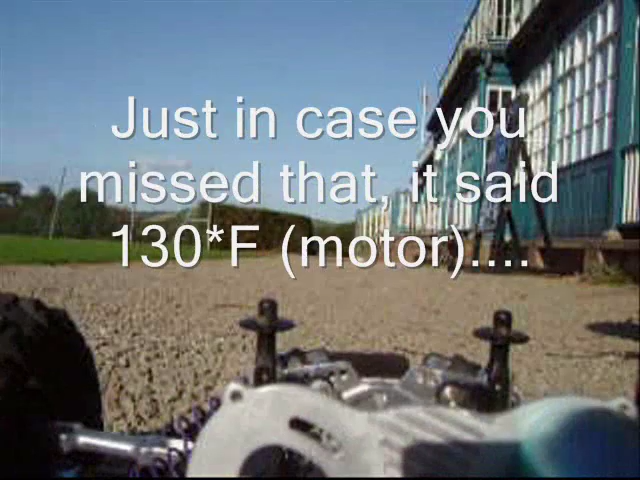 Just in case you
missed that, it said
130*F (motor)....